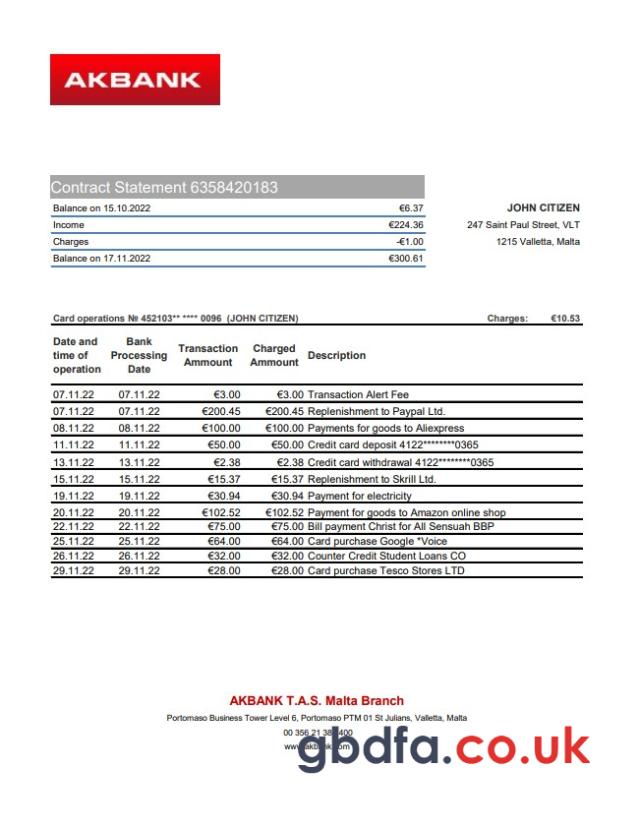 AKBANK
Contract Statement 6358420183
Balance on 15.10.2022 €6.37
Income €224.36
Charges -€1.00
Balance on 17.11.2022 €300.61
JOHN CITIZEN
247 Saint Paul Street, VLT
1215 Valletta, Malta
Card operations № 452103** **** 0096 (JOHN CITIZEN) Charges: €10.53
Date and time of operation Bank Processing Date Transaction Ammount Charged Ammount Description
07.11.22 07.11.22 €3.00 €3.00 Transaction Alert Fee
07.11.22 07.11.22 €200.45 €200.45 Replenishment to Paypal Ltd.
08.11.22 08.11.22 €100.00 €100.00 Payments for goods to Aliexpress
11.11.22 11.11.22 €50.00 €50.00 Credit card deposit 4122********0365
13.11.22 13.11.22 €2.38 €2.38 Credit card withdrawal 4122********0365
15.11.22 15.11.22 €15.37 €15.37 Replenishment to Skrill Ltd.
19.11.22 19.11.22 €30.94 €30.94 Payment for electricity
20.11.22 20.11.22 €102.52 €102.52 Payment for goods to Amazon online shop
22.11.22 22.11.22 €75.00 €75.00 Bill payment Christ for All Sensuah BBP
25.11.22 25.11.22 €64.00 €64.00 Card purchase Google *Voice
26.11.22 26.11.22 €32.00 €32.00 Counter Credit Student Loans CO
29.11.22 29.11.22 €28.00 €28.00 Card purchase Tesco Stores LTD
AKBANK T.A.S. Malta Branch
Portomaso Business Tower Level 6, Portomaso PTM 01 St Julians, Valletta, Malta
00 356 21
gbdfa.co.uk